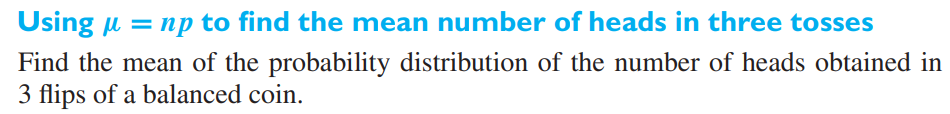 Using μ = np to find the mean number of heads in three tosses
Find the mean of the probability distribution of the number of heads obtained in
3 flips of a balanced coin.